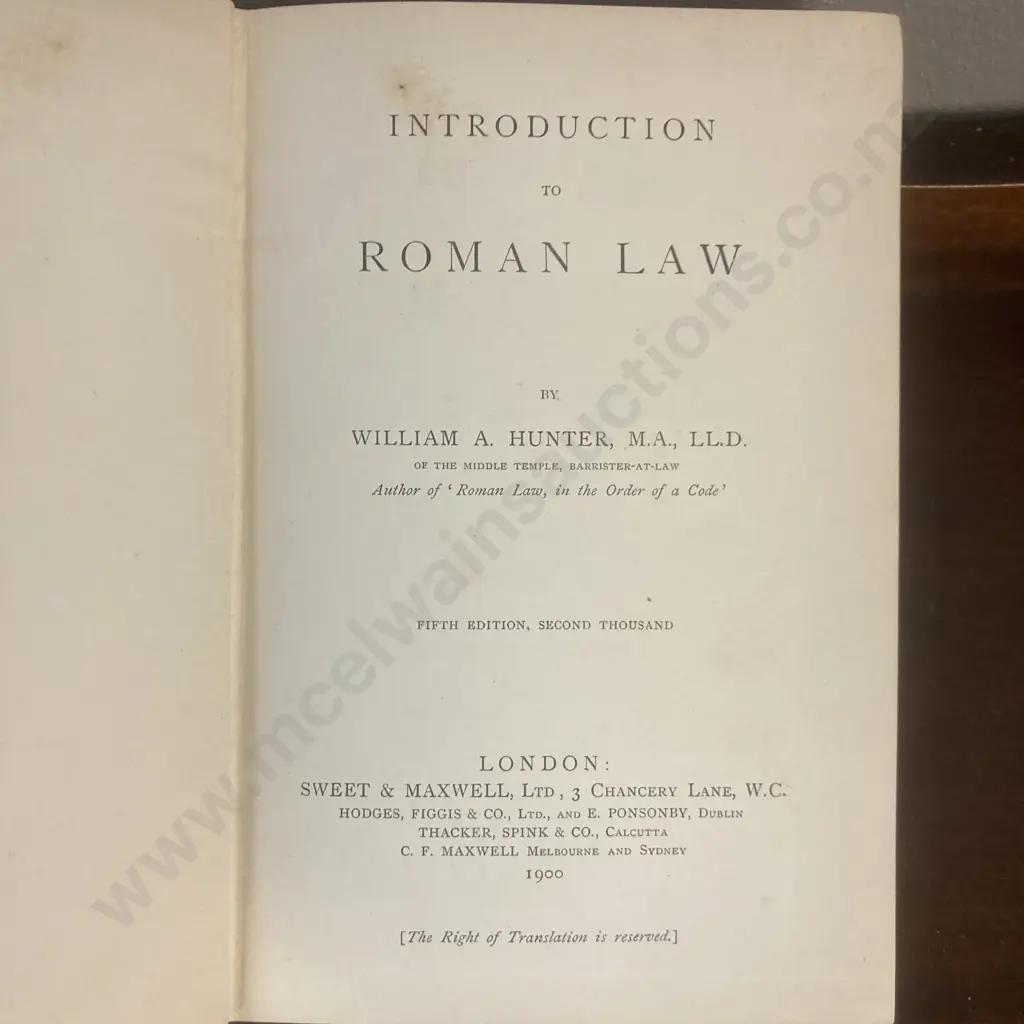 INTRODUCTION
TO
ROMAN LAW
BY
WILLIAM A. HUNTER, M.A., LL.D.
OF THE MIDDLE TEMPLE, BARRISTER-AT-LAW
Author of ‘Roman Law, in the Order of a Code’
FIFTH EDITION, SECOND THOUSAND
LONDON:
SWEET & MAXWELL, LTD, 3 CHANCERY LANE, W.C.
HODGES, FIGGIS & CO., LTD., AND E. PONSONBY, DUBLIN
THACKER, SPINK & CO., CALCUTTA
C. F. MAXWELL MELBOURNE AND SYDNEY
1900
[The Right of Translation is reserved.]
www.mcelwainsauctions.co.nz